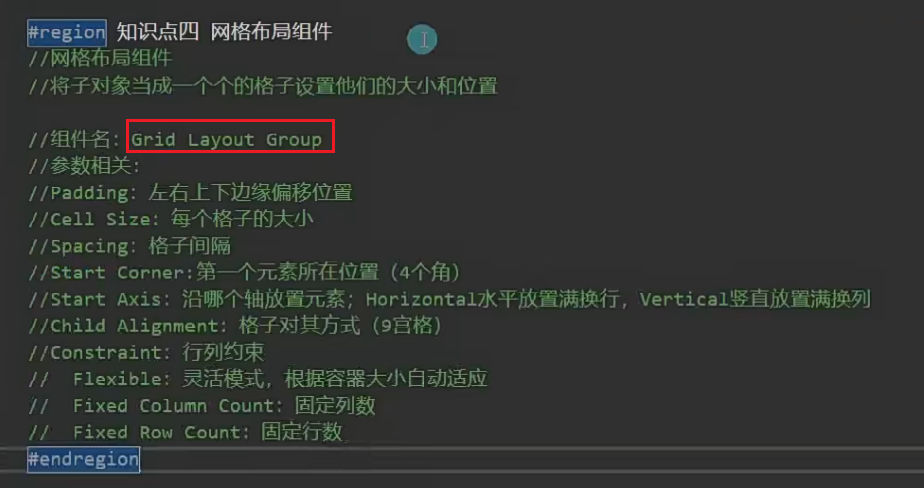 #region 知识点四 网格布局组件
//网格布局组件
//将子对象当成一个个的格子设置他们的大小和位置
//组件名: Grid Layout Group
//参数相关:
//Padding: 左右上下边缘偏移位置
//Cell Size: 每个格子的大小
//Spacing: 格子间隔
//Start Corner:第一个元素所在位置（4个角）
//Start Axis: 沿哪个轴放置元素; Horizontal水平放置满换行, Vertical竖直放置满换列
//Child Alignment: 格子对其方式（9宫格）
//Constraint: 行列约束
//  Flexible: 灵活模式, 根据容器大小自动适应
//  Fixed Column Count: 固定列数
//  Fixed Row Count: 固定行数
#endregion